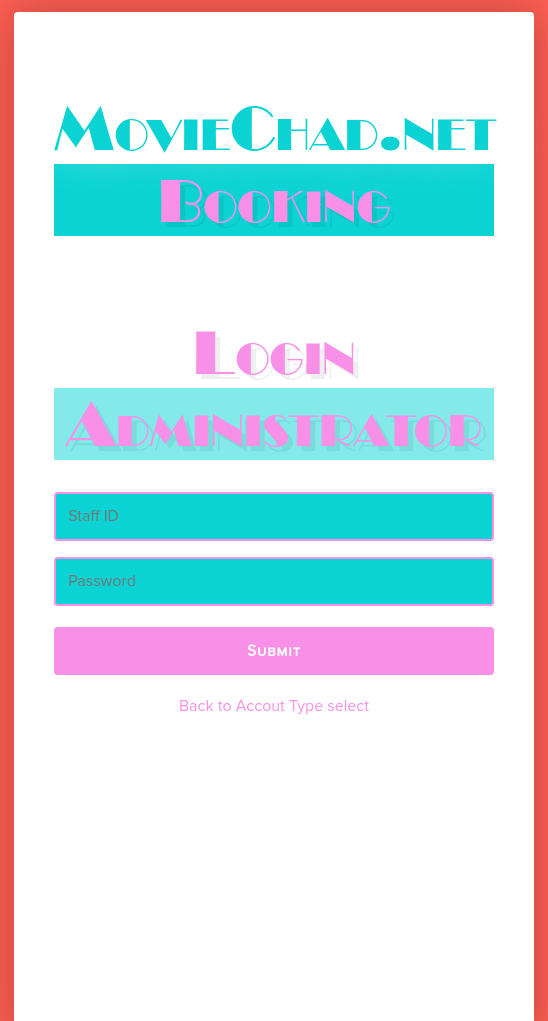 MovieChad.net
Booking
Login
Administrator
Staff ID
Password
Submit
Back to Accout Type select